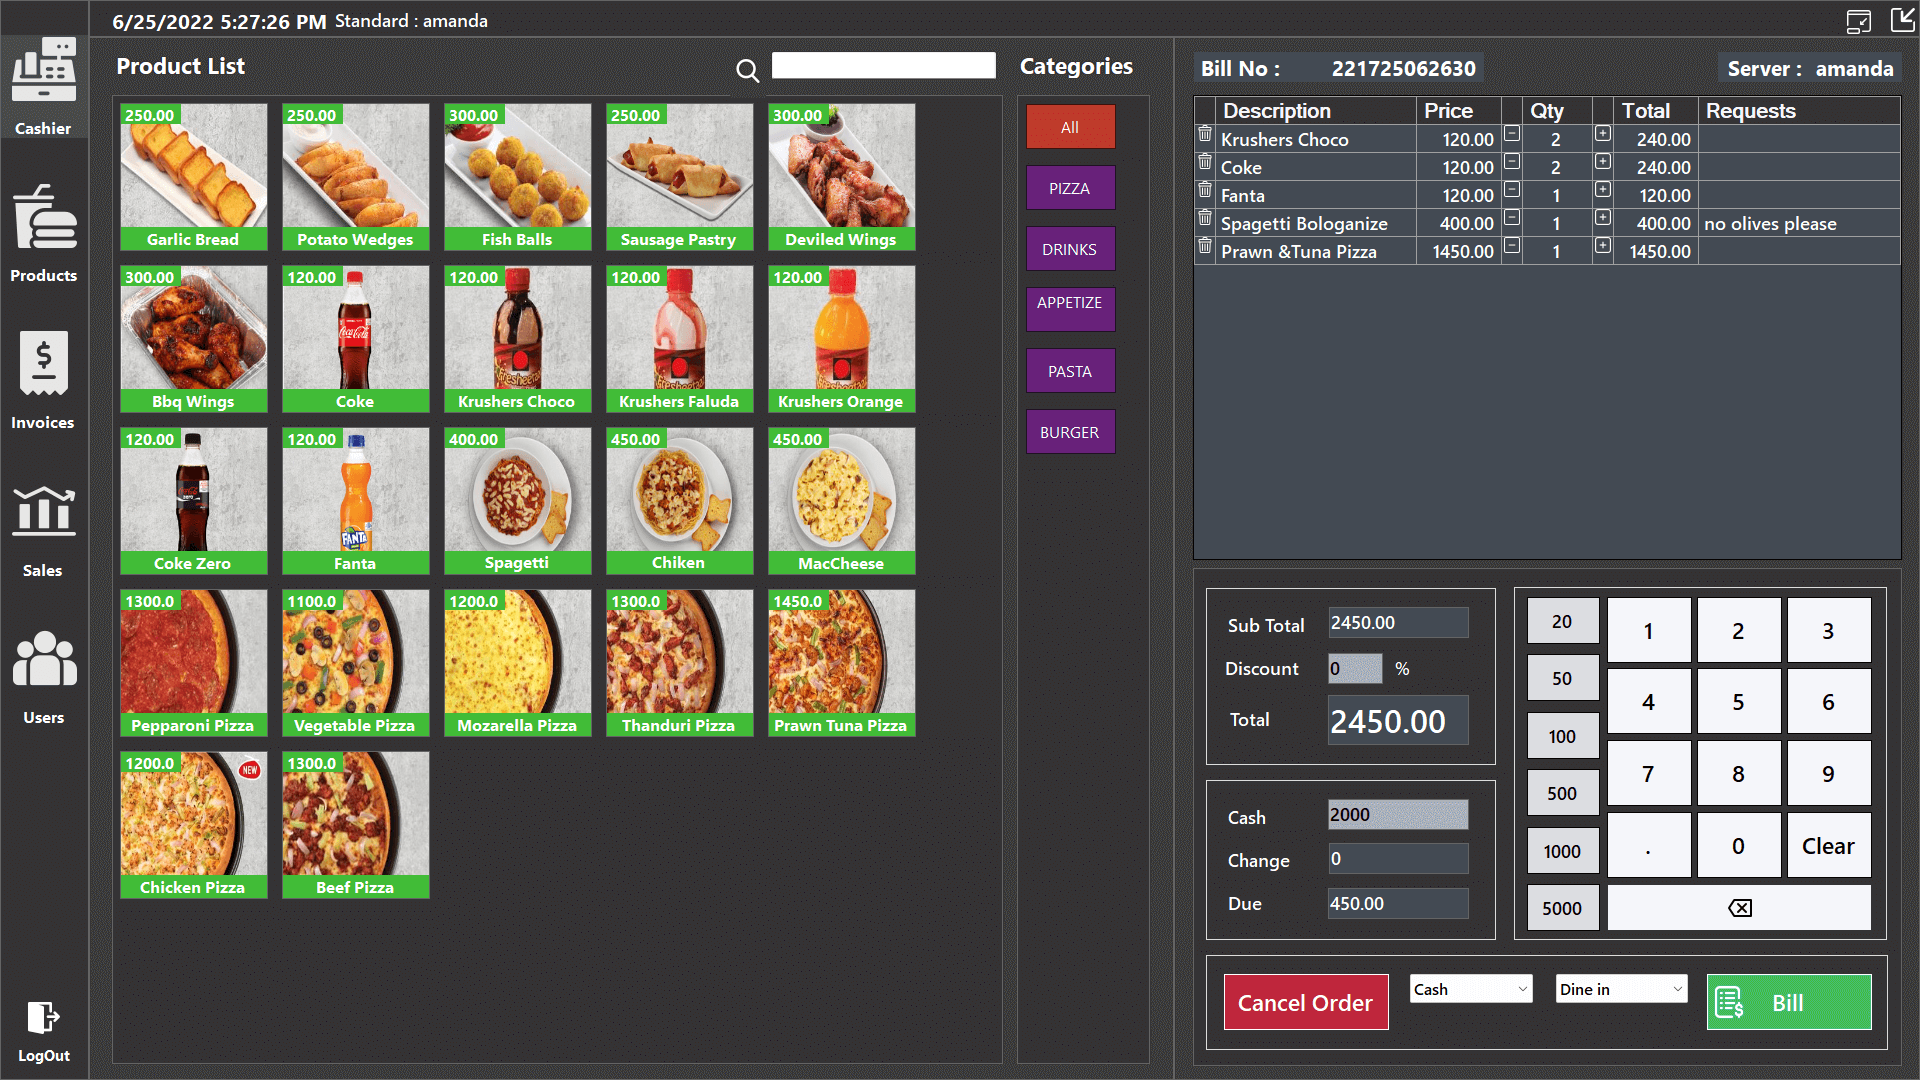 6/25/2022 5:27:26 PM Standard : amanda
Cashier
Products
Invoices
Sales
Users
LogOut
Product List
250.00
Garlic Bread
250.00
Potato Wedges
300.00
Fish Balls
250.00
Sausage Pastry
300.00
Deviled Wings
300.00
Bbq Wings
120.00
Coca-Cola
Coke
120.00
Krushers Choco
120.00
Krushers Faluda
120.00
Krushers Orange
120.00
Coke Zero
120.00
FANTA
Fanta
400.00
Spagetti
450.00
Chiken
450.00
MacCheese
1300.0
Pepparoni Pizza
1100.0
Vegetable Pizza
1200.0
Mozarella Pizza
1300.0
Thanduri Pizza
1450.0
Prawn Tuna Pizza
1200.0
NEW
Chicken Pizza
1300.0
Beef Pizza
Categories
All
PIZZA
DRINKS
APPETIZE
PASTA
BURGER
Bill No : 221725062630 Server : amanda
Description Price Qty Total Requests
Krushers Choco 120.00 2 240.00
Coke 120.00 2 240.00
Fanta 120.00 1 120.00
Spagetti Bologanize 400.00 1 400.00 no olives please
Prawn &Tuna Pizza 1450.00 1 1450.00
Sub Total 2450.00
Discount 0 %
Total 2450.00
Cash 2000
Change 0
Due 450.00
20
50
100
500
1000
5000
1 2 3
4 5 6
7 8 9
. 0 Clear
Cancel Order Cash Dine in Bill